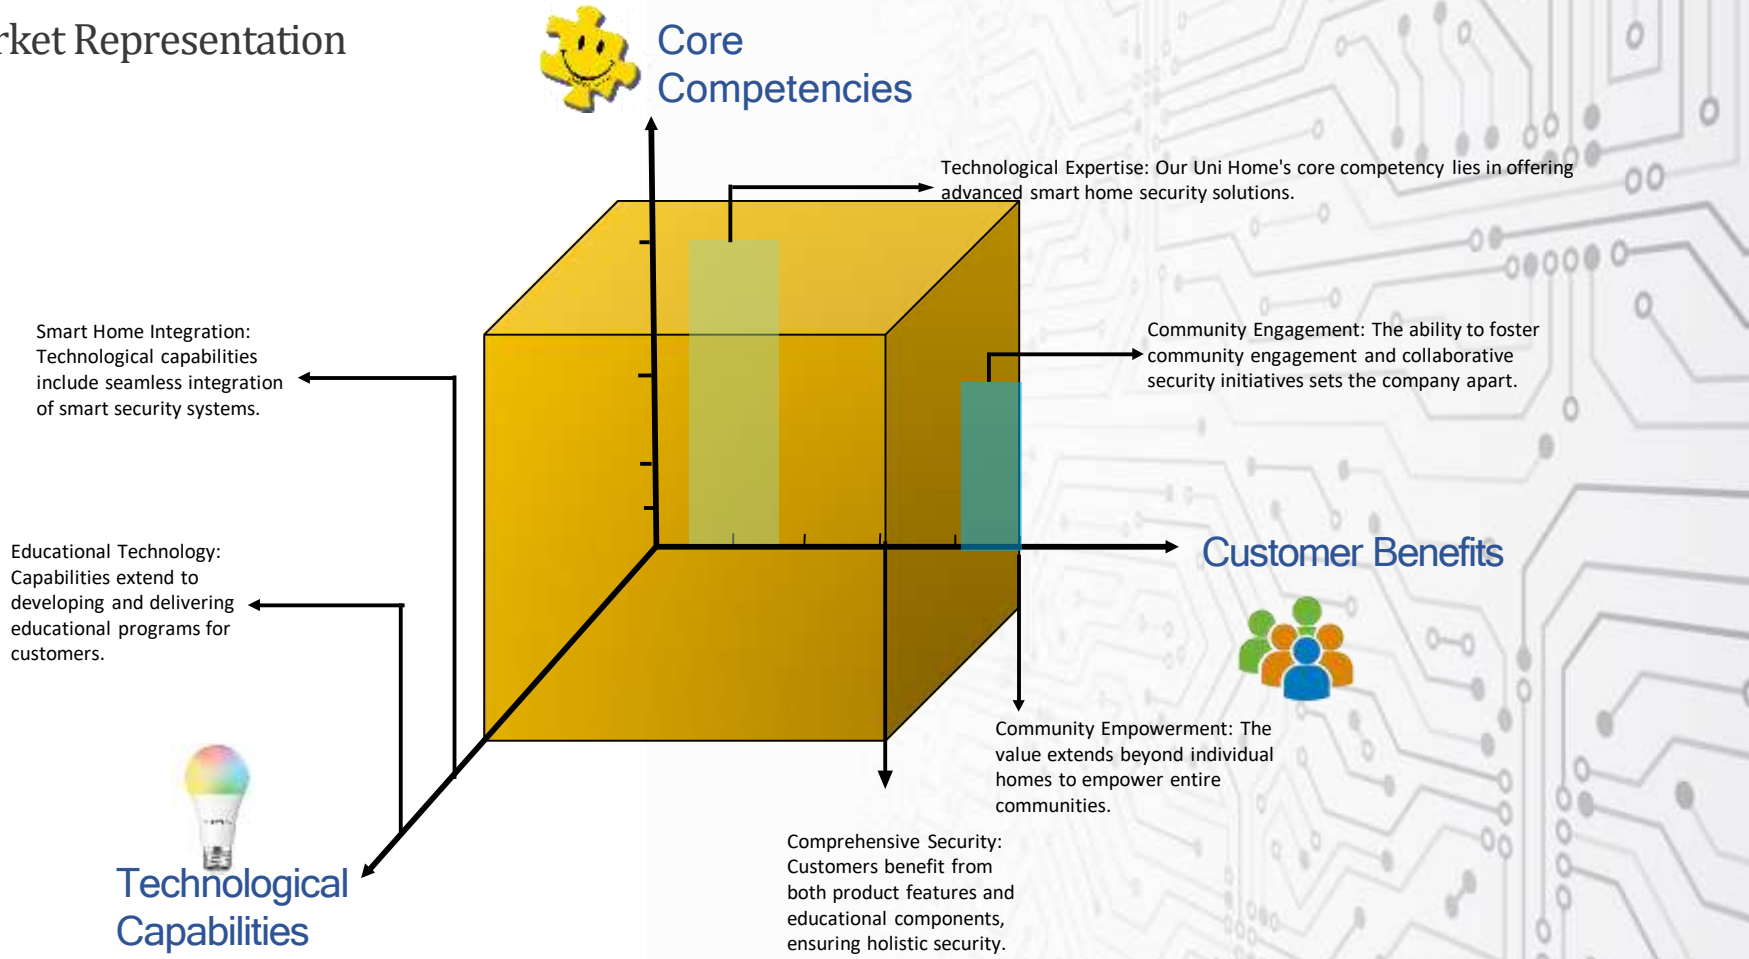 rket Representation
Core
Competencies
Technological Expertise: Our Uni Home's core competency lies in offering
advanced smart home security solutions.
Smart Home Integration:
Technological capabilities
include seamless integration
of smart security systems.
Community Engagement: The ability to foster
community engagement and collaborative
security initiatives sets the company apart.
Educational Technology:
Capabilities extend to
developing and delivering
educational programs for
customers.
Customer Benefits
Community Empowerment: The
value extends beyond individual
homes to empower entire
communities.
Comprehensive Security:
Customers benefit from
both product features and
educational components,
ensuring holistic security.
Technological
Capabilities